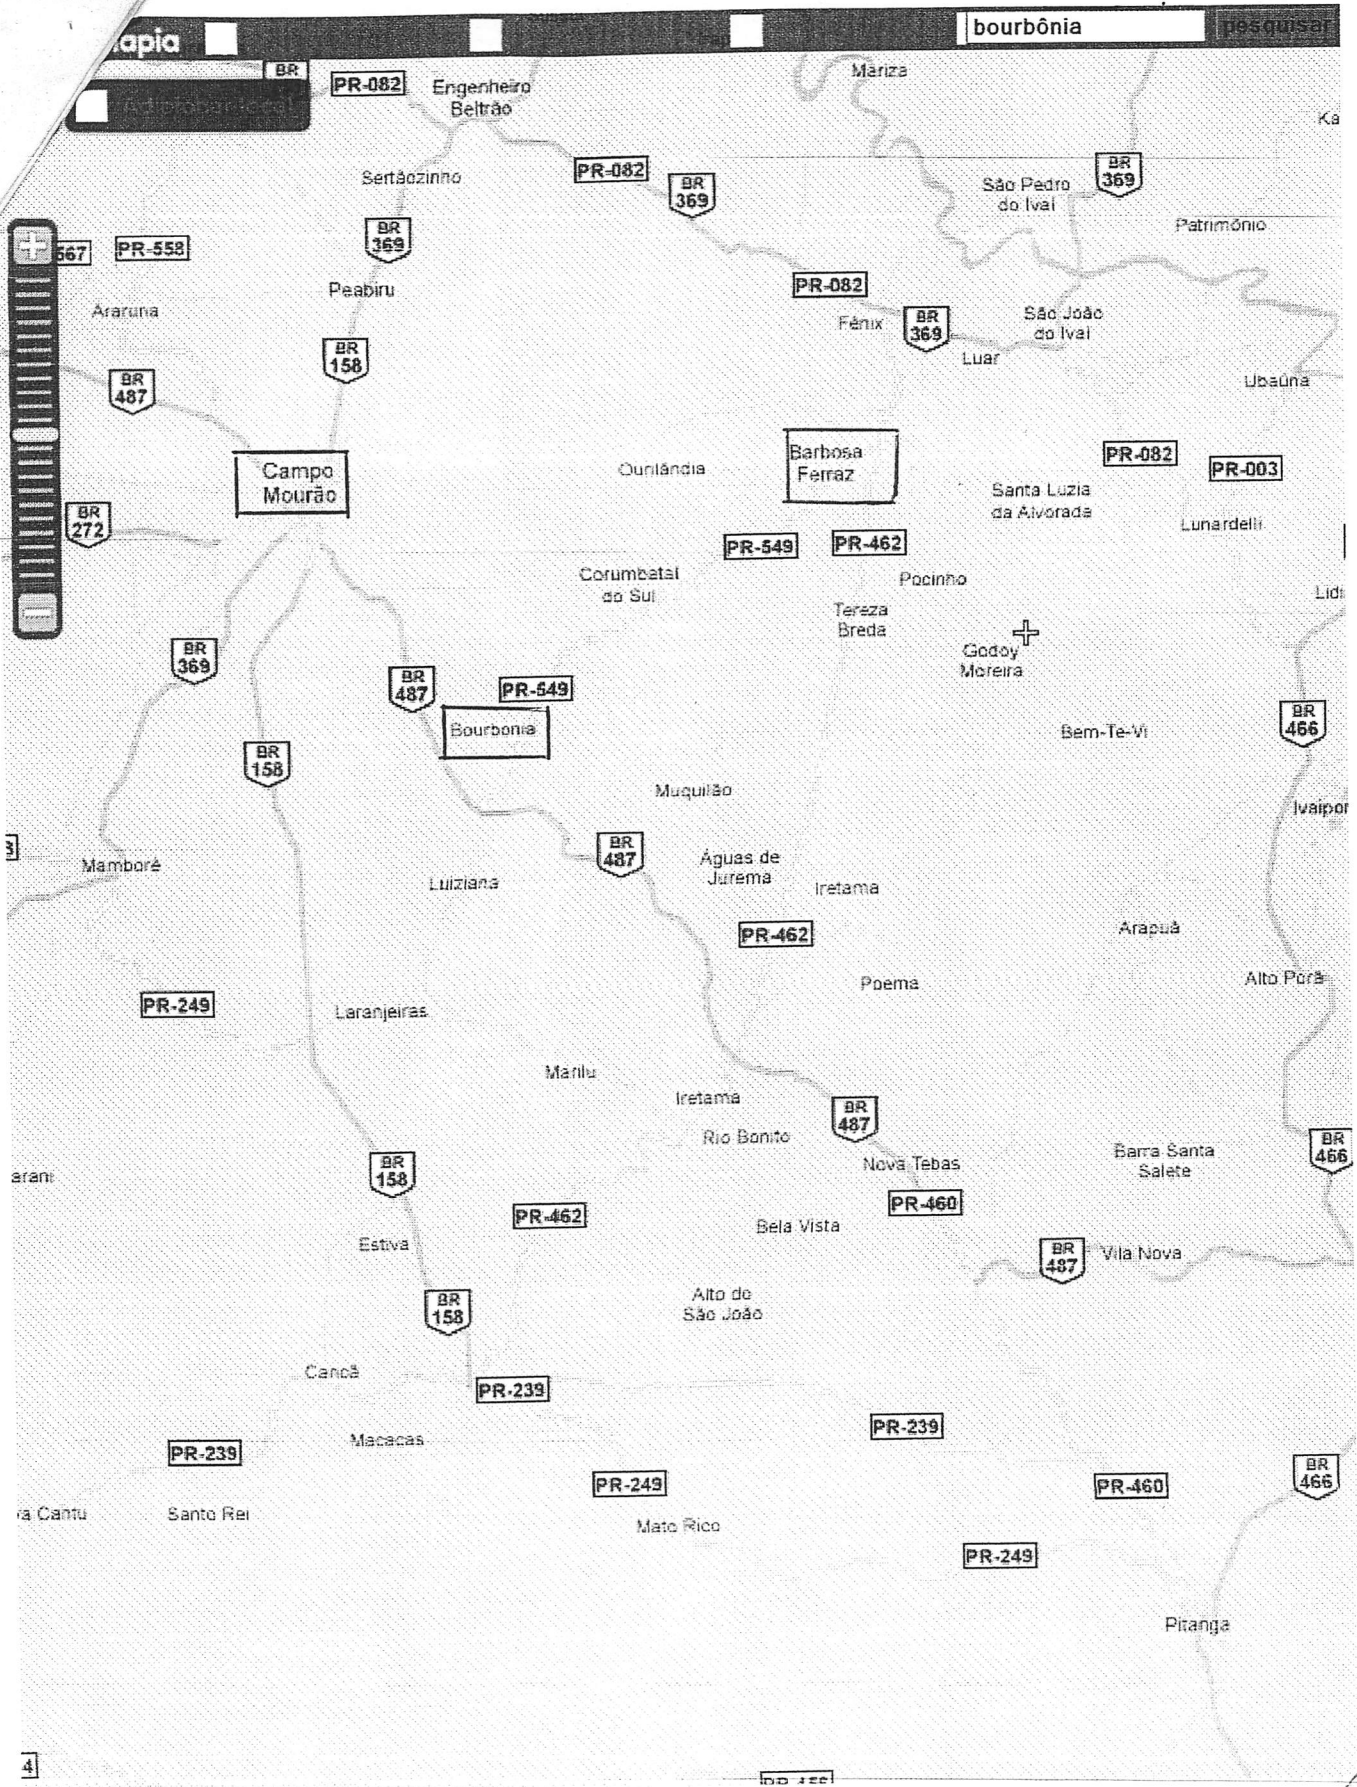 apia
bourbônia
pesquisar
BR
PR-082
Engenheiro
Beltrão
Mariza
Ka
Sertãozinho
PR-082
BR
369
São Pedro
do Ivaí
BR
369
Patrimônio
567
PR-558
BR
369
Peabiru
PR-082
Araruna
Fênix
BR
369
São João
do Ivaí
Luar
BR
158
BR
487
Ubaúna
Campo
Mourão
Ourilândia
Barbosa
Ferraz
PR-082
PR-003
Santa Luzia
da Alvorada
Lunardelli
BR
272
PR-549
PR-462
Corumbataí
do Sul
Pocinho
Lidi
Tereza
Breda
Godoy
Moreira
BR
369
BR
487
PR-549
Bourbonia
Bem-Te-Vi
BR
466
BR
158
Muquilão
Ivaipor
3
Mamborê
BR
487
Águas de
Jurema
Iretama
Luiziana
PR-462
Arapuã
Poema
Alto Porã
PR-249
Laranjeiras
Marilu
Iretama
BR
487
Rio Bonito
Nova Tebas
Barra Santa
Salete
BR
466
arani
BR
158
PR-460
PR-462
Bela Vista
Estiva
BR
487
Vila Nova
BR
158
Alto de
São João
Cancã
PR-239
PR-239
Macacas
PR-239
PR-249
PR-460
BR
466
va Cantu
Santo Rei
Mato Rico
PR-249
Pitanga
4